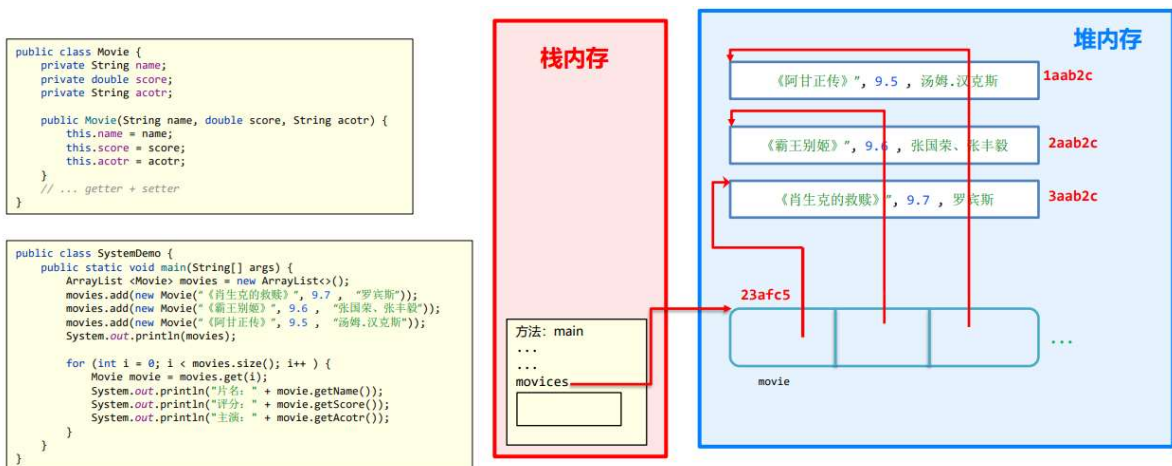 public class Movie {
    private String name;
    private double score;
    private String acotr;
    public Movie(String name, double score, String acotr) {
        this.name = name;
        this.score = score;
        this.acotr = acotr;
    }
    // ... getter + setter
}
public class SystemDemo {
    public static void main(String[] args) {
        ArrayList <Movie> movies = new ArrayList<>();
        movies.add(new Movie("《肖生克的救赎》", 9.7 , "罗宾斯"));
        movies.add(new Movie("《霸王别姬》", 9.6 , "张国荣、张丰毅"));
        movies.add(new Movie("《阿甘正传》", 9.5 , "汤姆.汉克斯"));
        System.out.println(movies);
        for (int i = 0; i < movies.size(); i++ ) {
            Movie movie = movies.get(i);
            System.out.println("片名: " + movie.getName());
            System.out.println("评分: " + movie.getScore());
            System.out.println("主演: " + movie.getAcotr());
        }
    }
}
栈内存
方法: main
...
...
movices
堆内存
《阿甘正传》", 9.5 , 汤姆.汉克斯
1aab2c
《霸王别姬》", 9.6 , 张国荣、张丰毅
2aab2c
《肖生克的救赎》", 9.7 , 罗宾斯
3aab2c
23afc5
...
movie